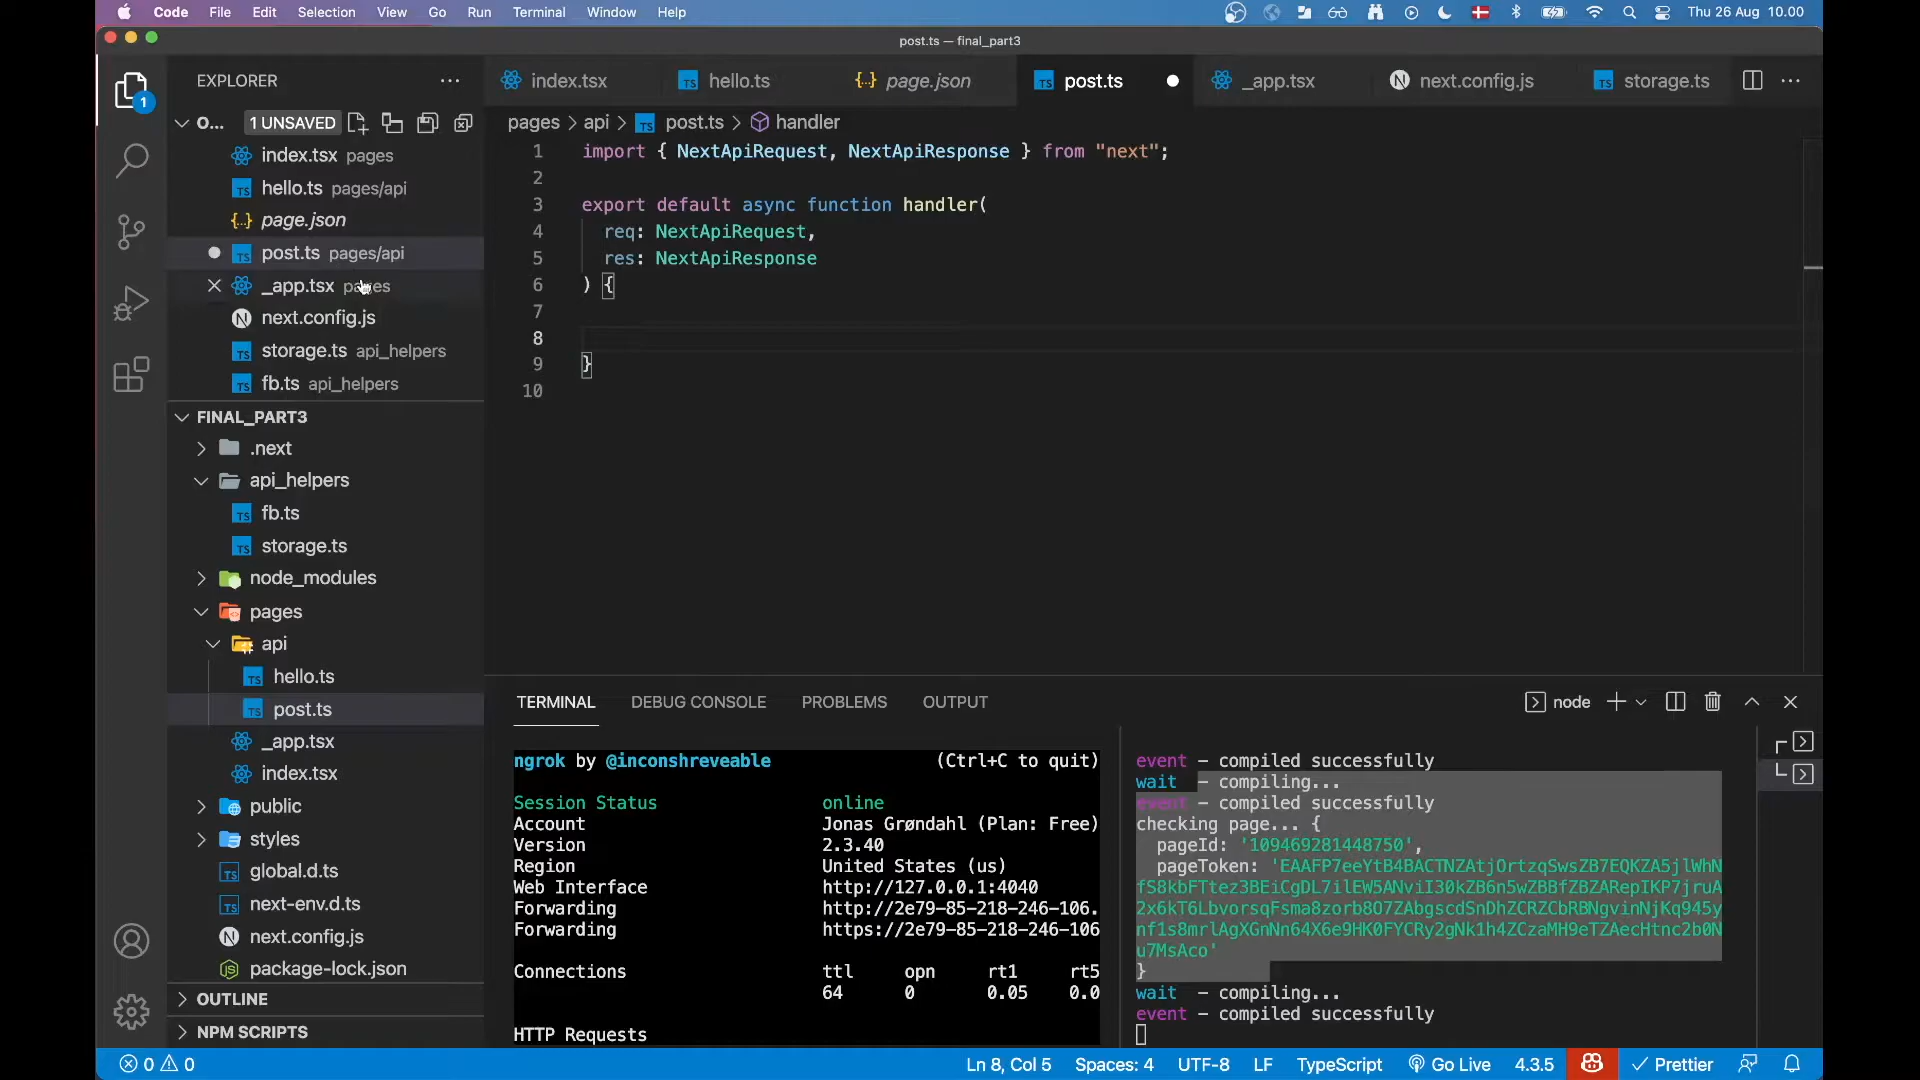 Code File Edit Selection View Go Run Terminal Window Help Thu 26 Aug 10.00
post.ts — final_part3
EXPLORER
index.tsx hello.ts page.json post.ts _app.tsx next.config.js storage.ts
O... 1 UNSAVED
index.tsx pages
hello.ts pages/api
page.json
post.ts pages/api
_app.tsx pages
next.config.js
storage.ts api_helpers
fb.ts api_helpers
FINAL_PART3
.next
api_helpers
fb.ts
storage.ts
node_modules
pages
api
hello.ts
post.ts
_app.tsx
index.tsx
public
styles
global.d.ts
next-env.d.ts
next.config.js
package-lock.json
OUTLINE
NPM SCRIPTS
pages > api > post.ts > handler
1 import { NextApiRequest, NextApiResponse } from "next";
2
3 export default async function handler(
4 req: NextApiRequest,
5 res: NextApiResponse
6 ) {
7
8
9 }
10
TERMINAL DEBUG CONSOLE PROBLEMS OUTPUT node
ngrok by @inconshreveable (Ctrl+C to quit)
Session Status online
Account Jonas Grøndahl (Plan: Free)
Version 2.3.40
Region United States (us)
Web Interface http://127.0.0.1:4040
Forwarding http://2e79-85-218-246-106.
Forwarding https://2e79-85-218-246-106
Connections ttl opn rt1 rt5
64 0 0.05 0.0
HTTP Requests
event - compiled successfully
wait - compiling...
event - compiled successfully
checking page... {
pageId: '109469281448750',
pageToken:
}
wait - compiling...
event - compiled successfully
0 0 Ln 8, Col 5 Spaces: 4 UTF-8 LF TypeScript Go Live 4.3.5 Prettier